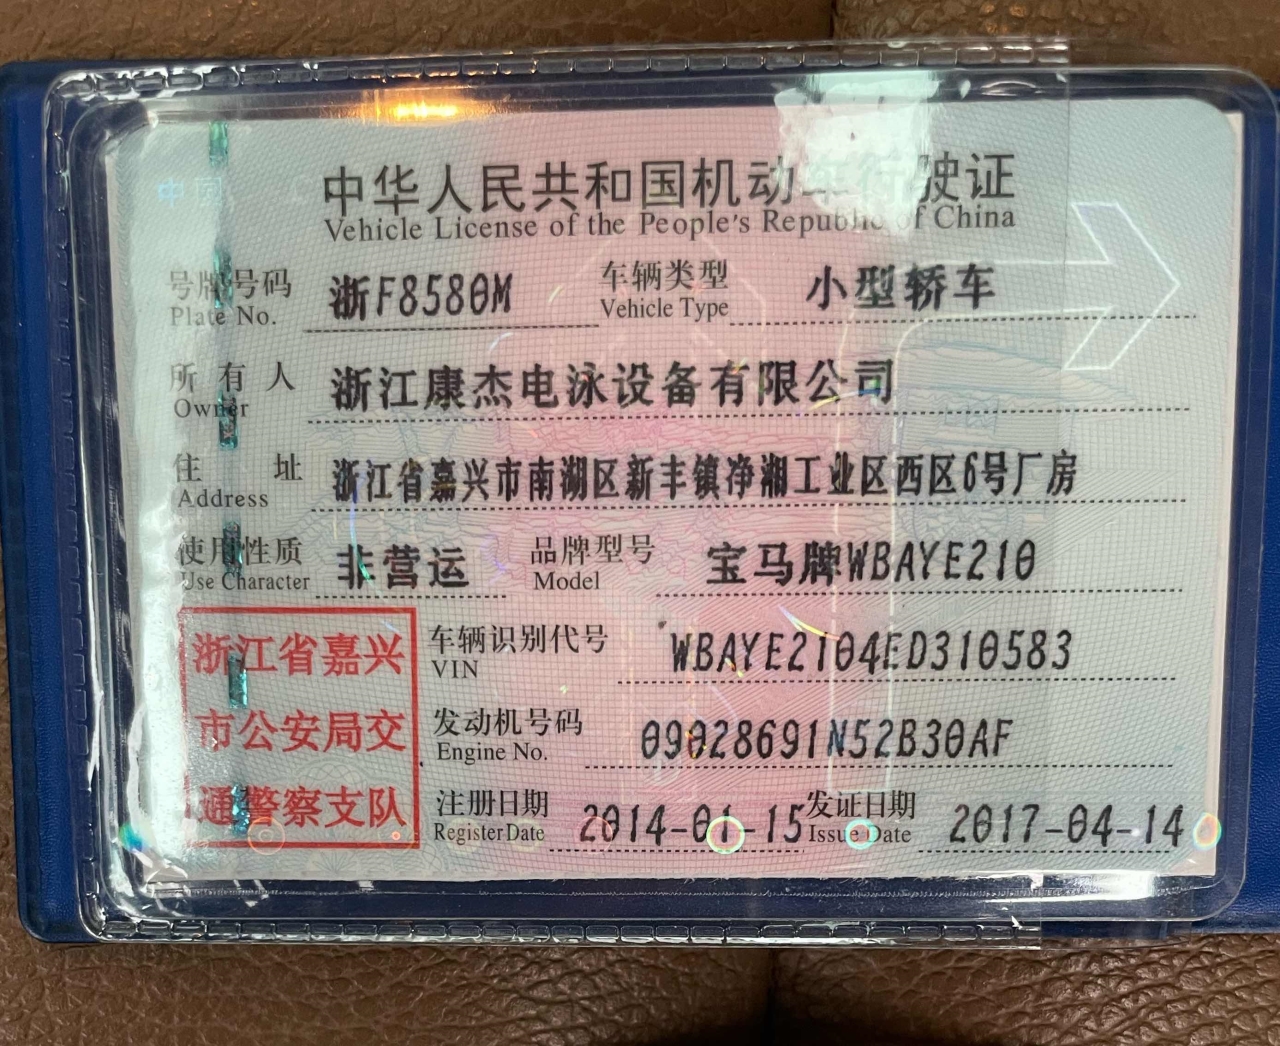 中华人民共和国机动车行驶证
Vehicle License of the People's Republic of China
号牌号码 浙F8580M 车辆类型 小型轿车
Plate No. Vehicle Type
所有人 浙江康杰电泳设备有限公司
Owner
住址 浙江省嘉兴市南湖区新丰镇净湘工业区西区6号厂房
Address
使用性质 非营运 品牌型号 宝马牌WBAYE210
Use Character Model
浙江省嘉兴
市公安局交
通警察支队
车辆识别代号 WBAYE2104ED310583
VIN
发动机号码 09028691N52B30AF
Engine No.
注册日期 2014-01-15 发证日期 2017-04-14
Register Date Issue Date